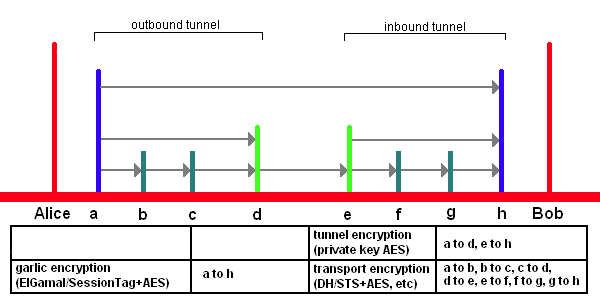 outbound tunnel inbound tunnel
Alice a b c d e f g h Bob
tunnel encryption
(private key AES)
a to d, e to h
garlic encryption
(ElGamal/SessionTag+AES)
a to h
transport encryption
(DH/STS+AES, etc)
a to b, b to c, c to d,
d to e, e to f, f to g, g to h